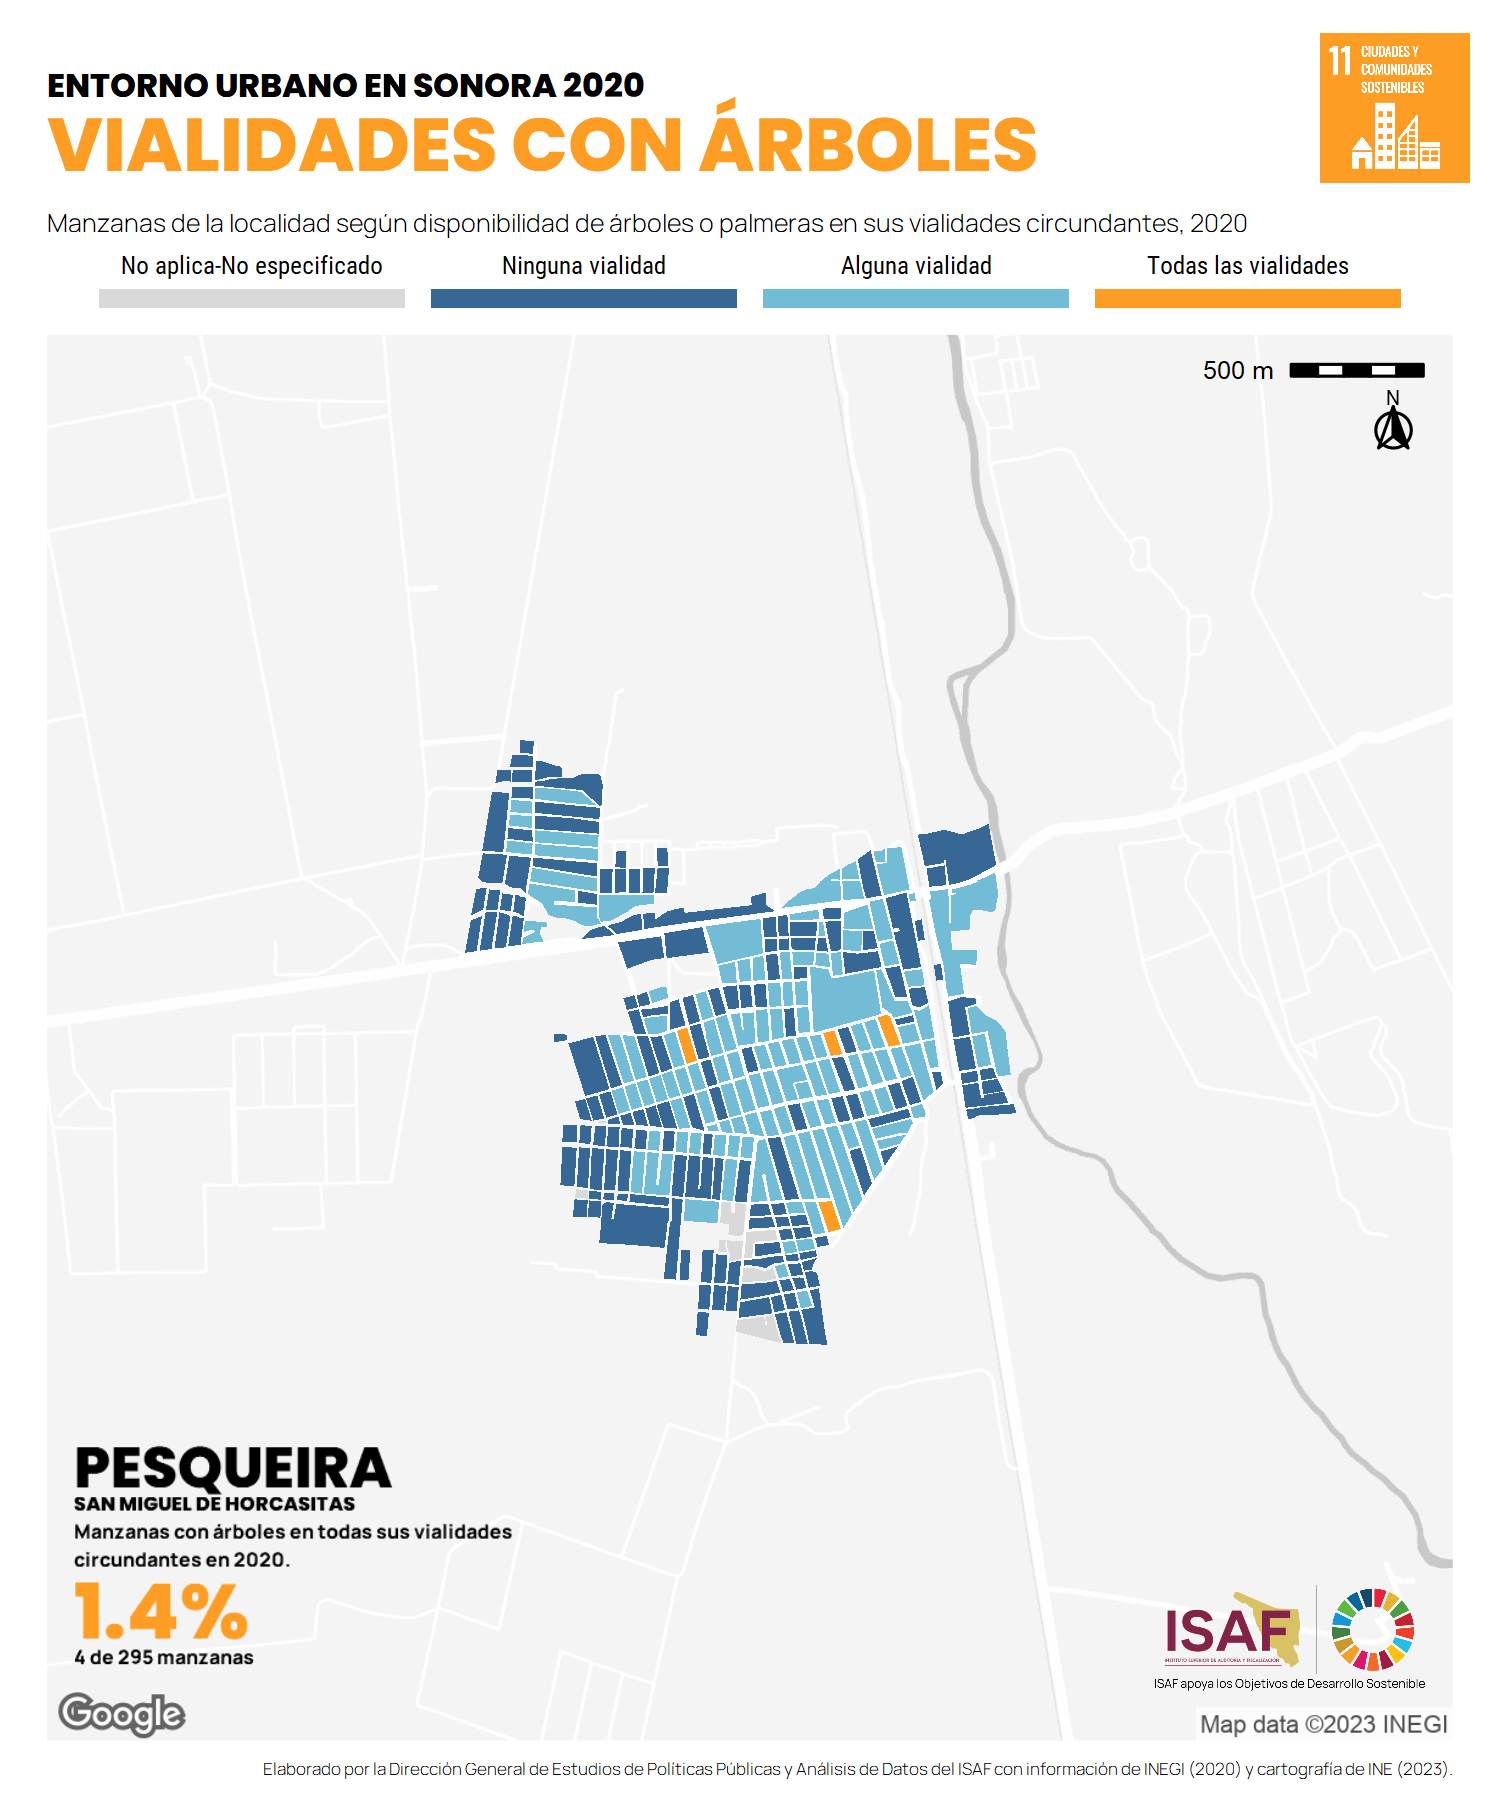 ENTORNO URBANO EN SONORA 2020
VIALIDADES CON ÁRBOLES
11 CIUDADES Y
COMUNIDADES
SOSTENIBLES
Manzanas de la localidad según disponibilidad de árboles o palmeras en sus vialidades circundantes, 2020
No aplica-No especificado
Ninguna vialidad
Alguna vialidad
Todas las vialidades
500 m
N
PESQUEIRA
SAN MIGUEL DE HORCASITAS
Manzanas con árboles en todas sus vialidades
circundantes en 2020.
1.4%
4 de 295 manzanas
ISAF
INSTITUTO SUPERIOR DE AUDITORÍA Y FISCALIZACIÓN
ISAF apoya los Objetivos de Desarrollo Sostenible
Google
Map data ©2023 INEGI
Elaborado por la Dirección General de Estudios de Políticas Públicas y Análisis de Datos del ISAF con información de INEGI (2020) y cartografía de INE (2023).